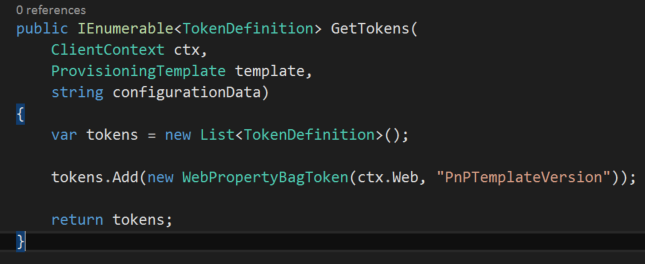 0 references
public IEnumerable<TokenDefinition> GetTokens(
    ClientContext ctx,
    ProvisioningTemplate template,
    string configurationData)
{
    var tokens = new List<TokenDefinition>();
    tokens.Add(new WebPropertyBagToken(ctx.Web, "PnPTemplateVersion"));
    return tokens;
}